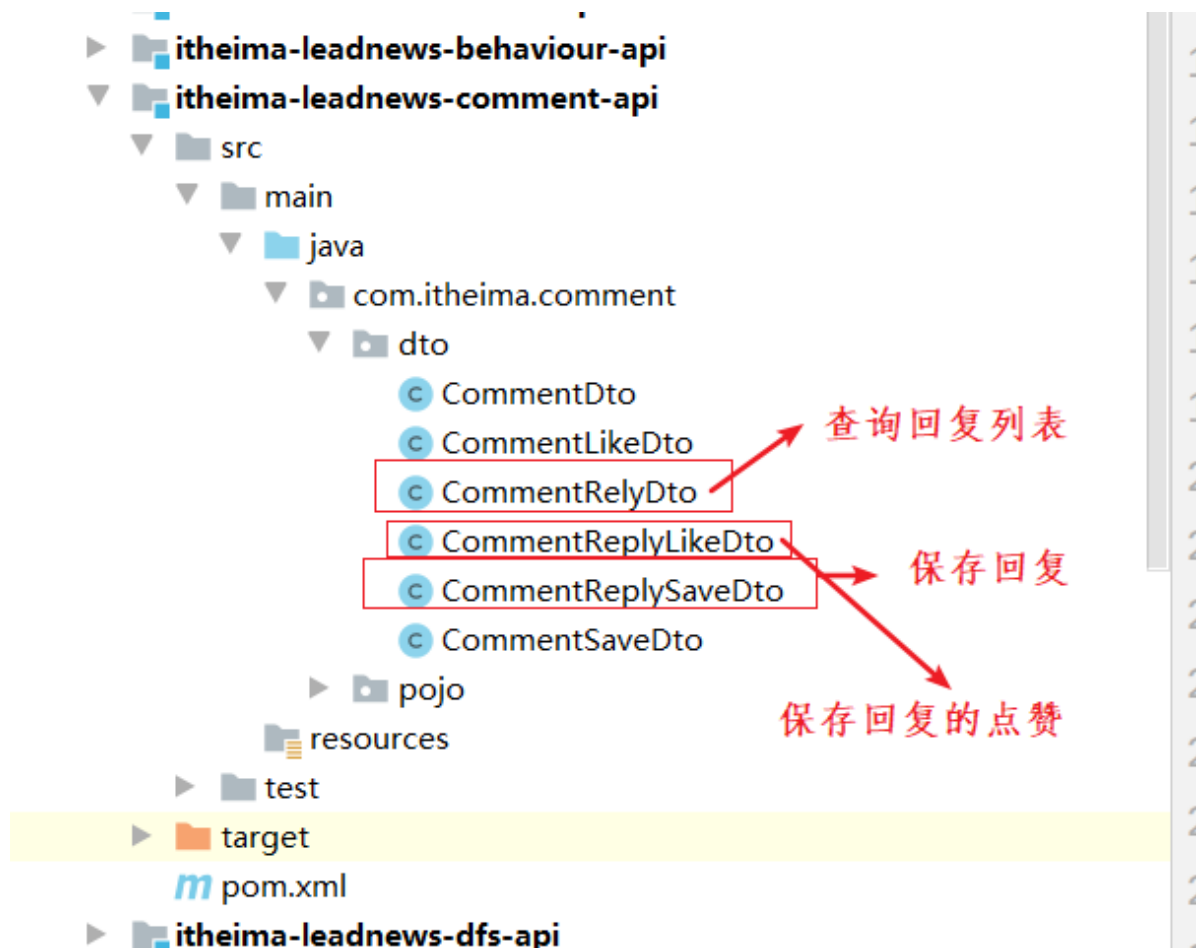 itheima-leadnews-behaviour-api
itheima-leadnews-comment-api
src
main
java
com.itheima.comment
dto
CommentDto
查询回复列表
CommentLikeDto
CommentRelyDto
CommentReplyLikeDto
保存回复
CommentReplySaveDto
CommentSaveDto
pojo
保存回复的点赞
resources
test
target
pom.xml
itheima-leadnews-dfs-api